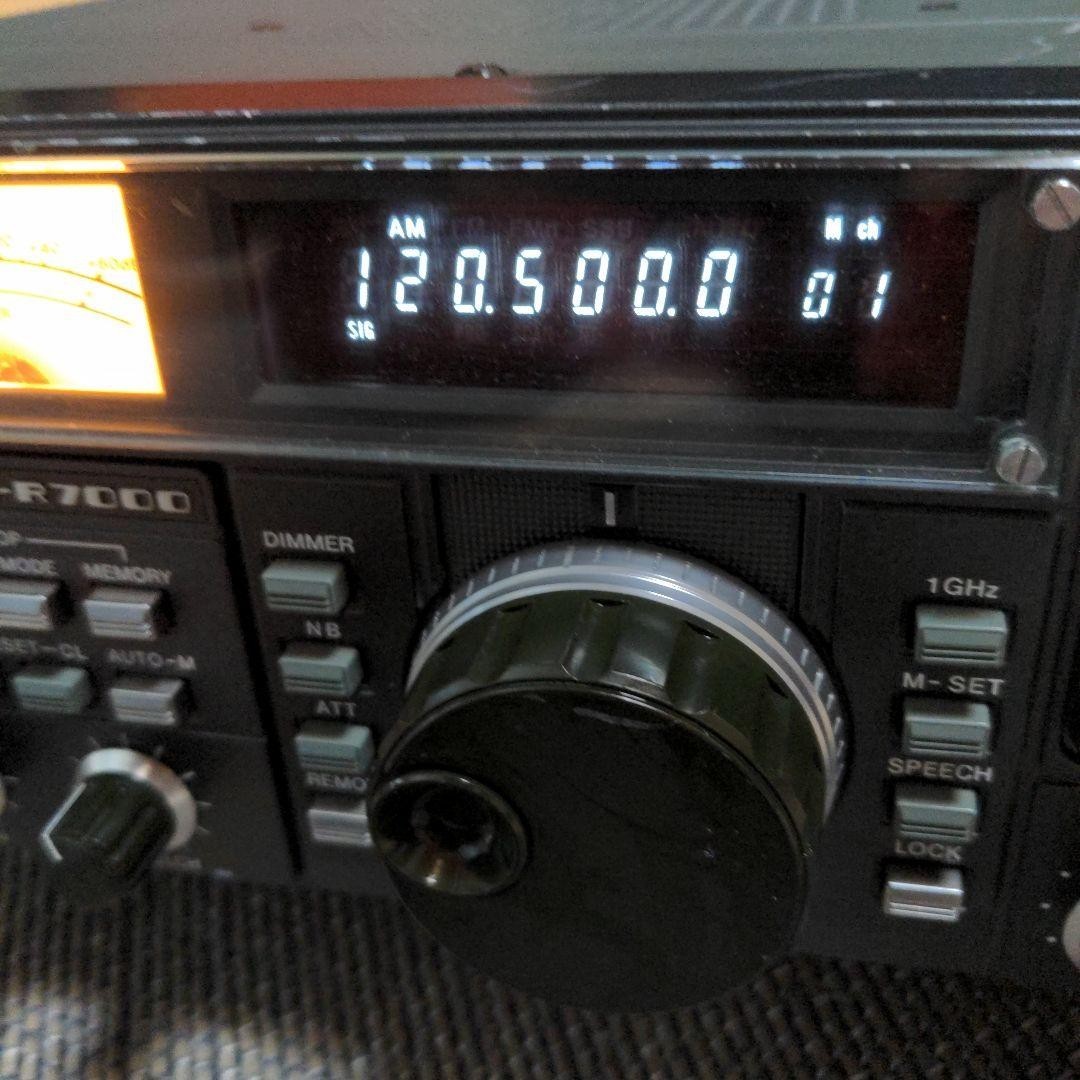 AM M ch
120.500.0 01
SIG
-R7000
DIMMER
MODE MEMORY
1GHz
NB
SET-CL AUTO-M
M-SET
ATT
SPEECH
REMO
LOCK